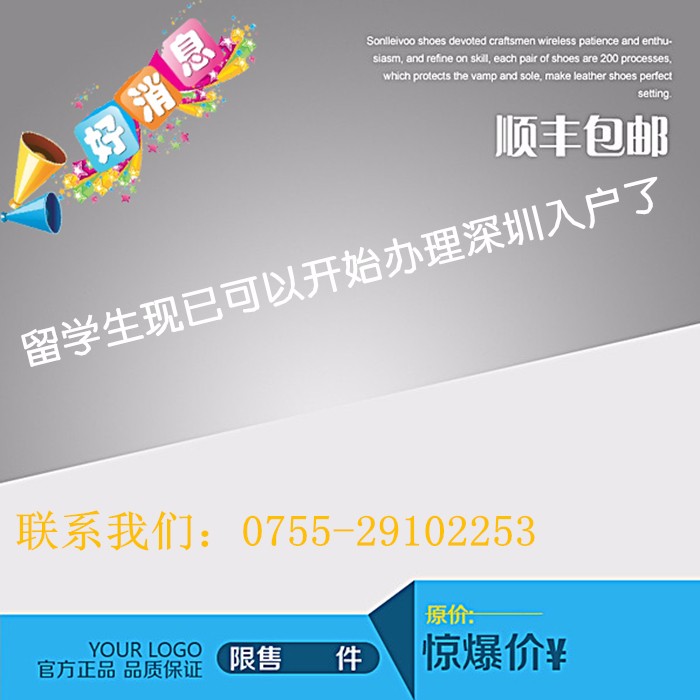 好消息
Sonlleivoo shoes devoted craftsmen wireless patience and enthu-
siasm, and refine on skill, each pair of shoes are 200 processes,
which protects the vamp and sole, make leather shoes perfect
setting.
顺丰包邮
留学生现已可以开始办理深圳入户了
联系我们：0755-29102253
YOUR LOGO
官方正品 品质保证
限售 件
原价:
惊爆价¥